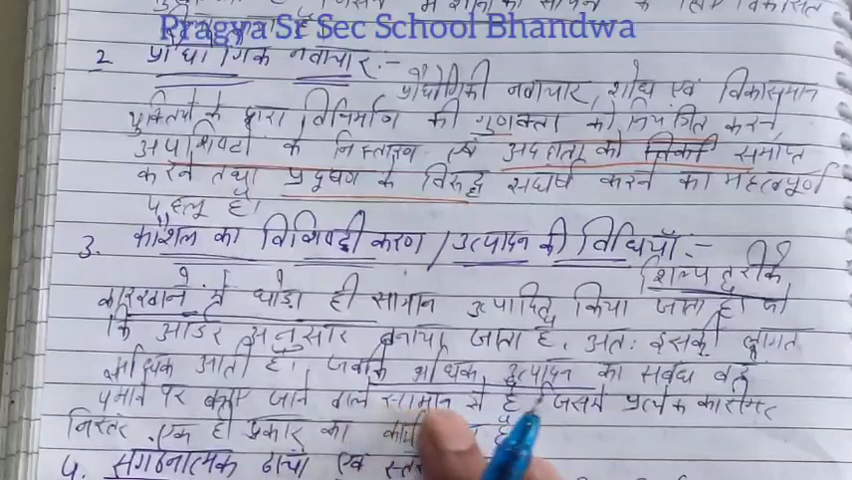 Pragya Sr Sec School Bhandwa
2 प्रौद्योगिक नवाचार:-
प्रौद्योगिकी नवाचार, शोध एवं विकासमान
युक्तियों के द्वारा विनिर्माण की गुणवत्ता को नियंत्रित करने,
अपशिष्टों के निस्तारण एवं अदक्षता को समाप्त
करने तथा प्रदूषण के विरुद्ध संघर्ष करने का महत्वपूर्ण
पहलू है।
3. कौशल का विशिष्टीकरण / उत्पादन की विधियाँ:-
शिल्प तरीके
कारखाने में थोड़ा ही सामान उत्पादित किया जाता है जो
कि आर्डर अनुसार बनाया जाता है, अतः इसकी लागत
अधिक आती है। जबकि अधिक उत्पादन का संबंध बड़े
पैमाने पर बनाए जाने वाले सामान से है, जिसमें प्रत्येक कारीगर
निरंतर एक ही प्रकार का
4. संगठनात्मक ढांचा एवं